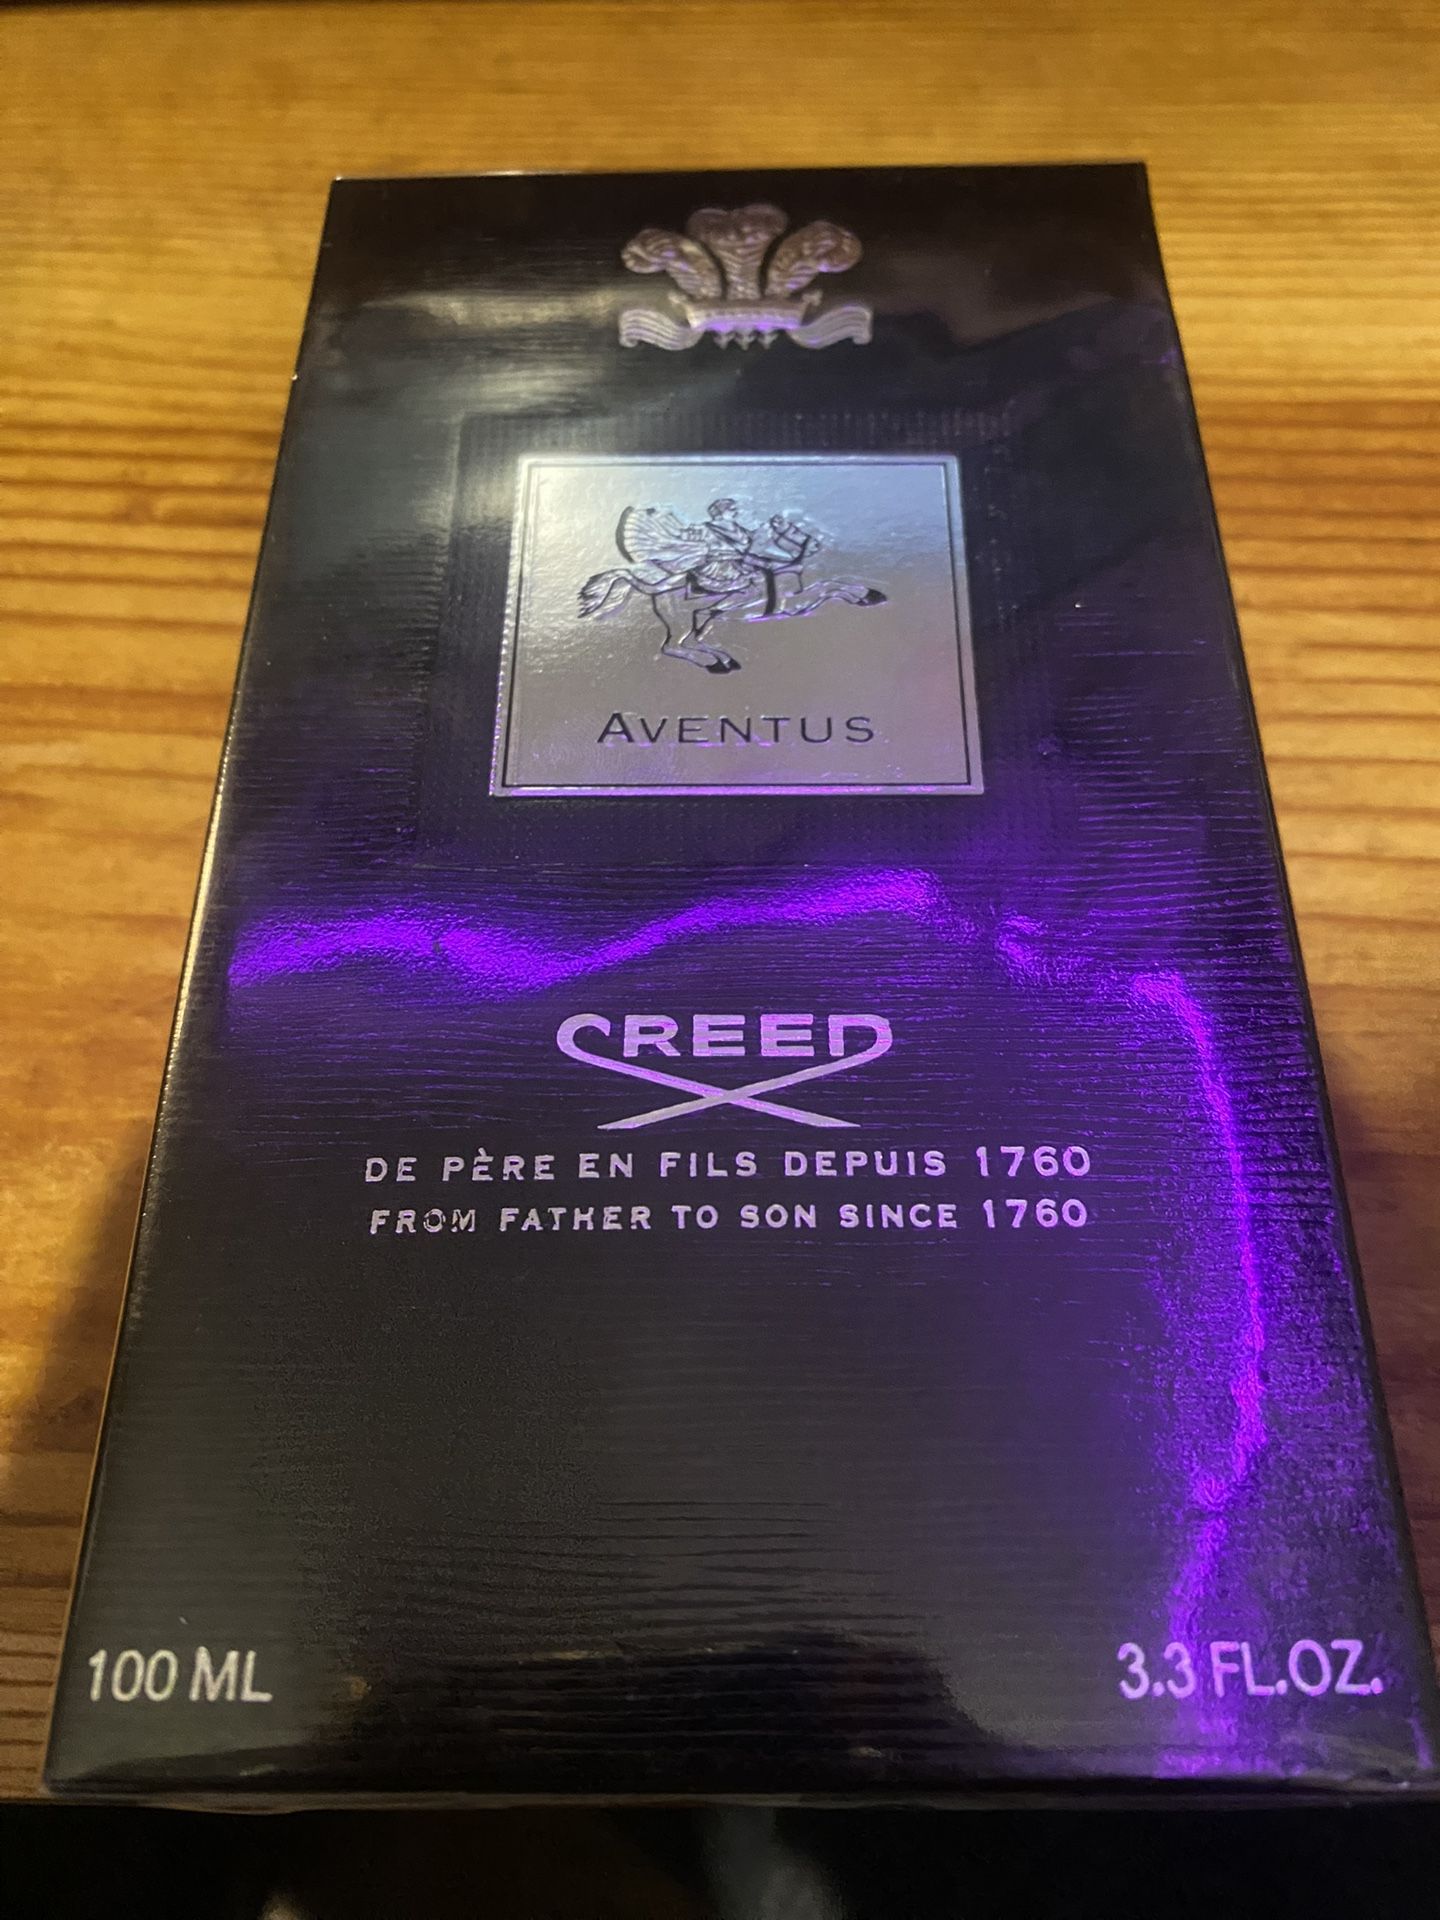 AVENTUS
CREED
DE PÈRE EN FILS DEPUIS 1760
FROM FATHER TO SON SINCE 1760
100 ML
3.3 FL.OZ.